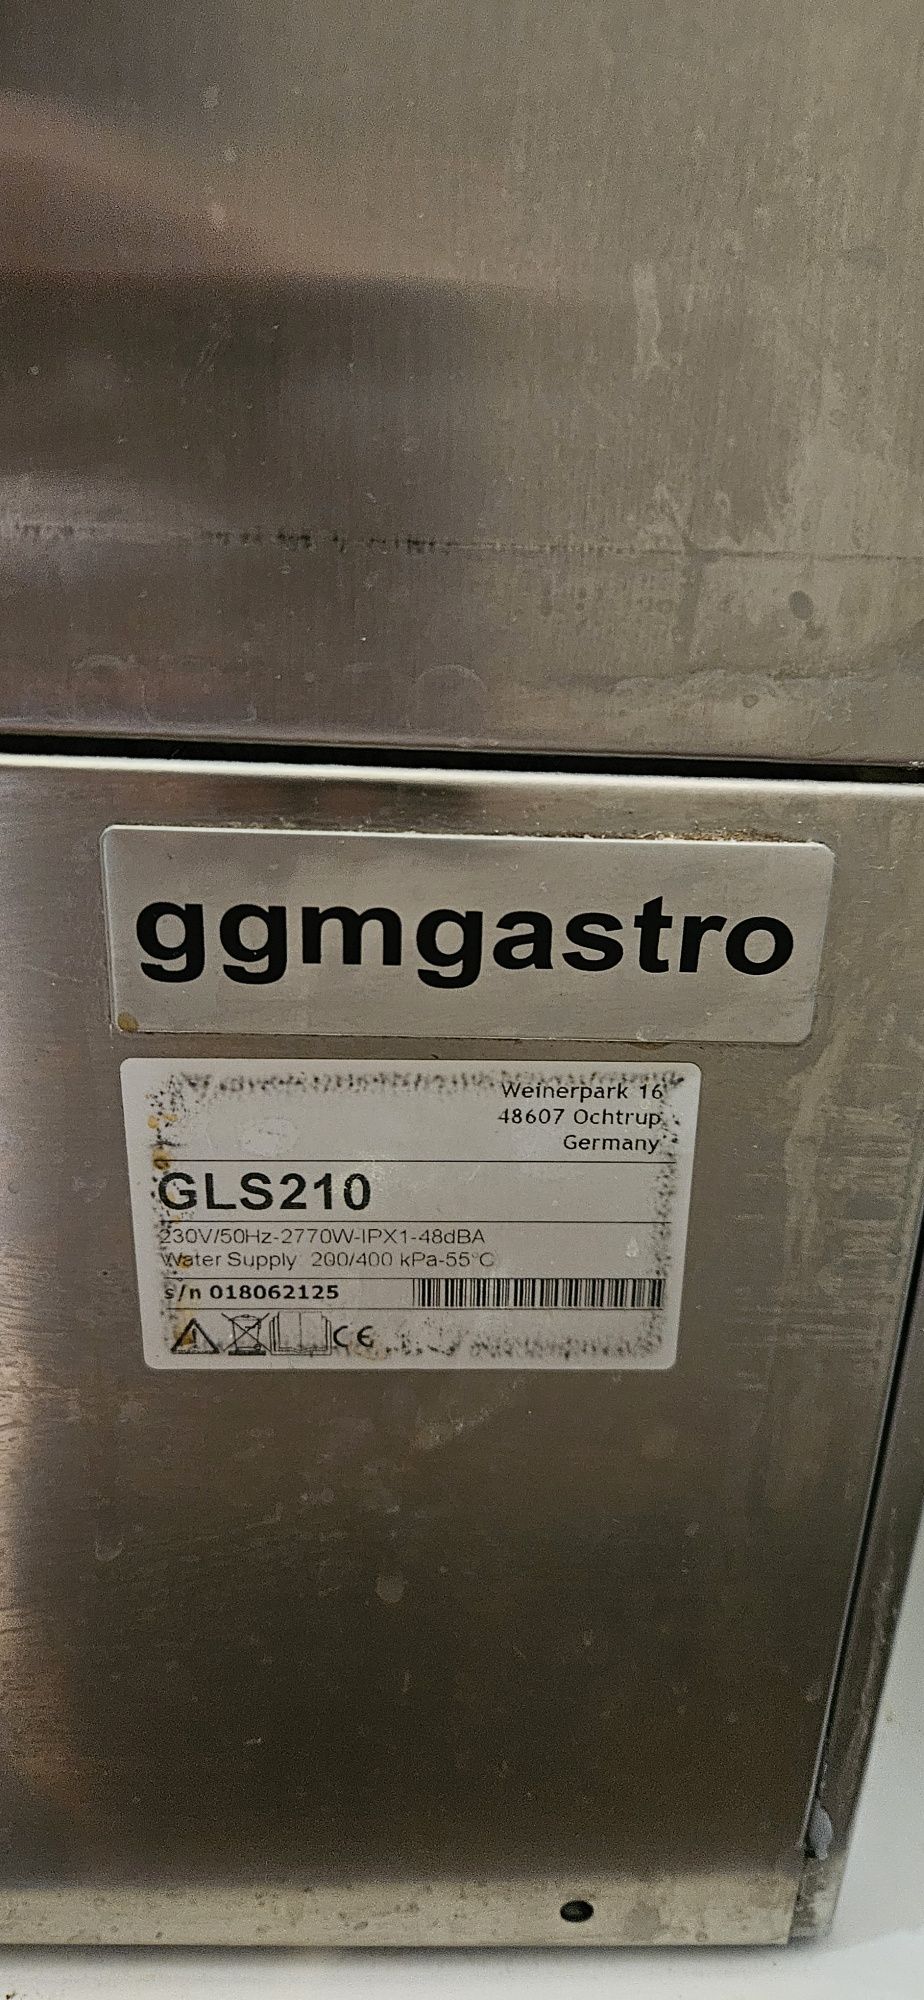 ggmgastro
Weinerpark 16
48607 Ochtrup
Germany
GLS210
230V/50Hz-2770W-IPX1-48dBA
Water Supply: 200/400 kPa-55°C
s/n 018062125
CE